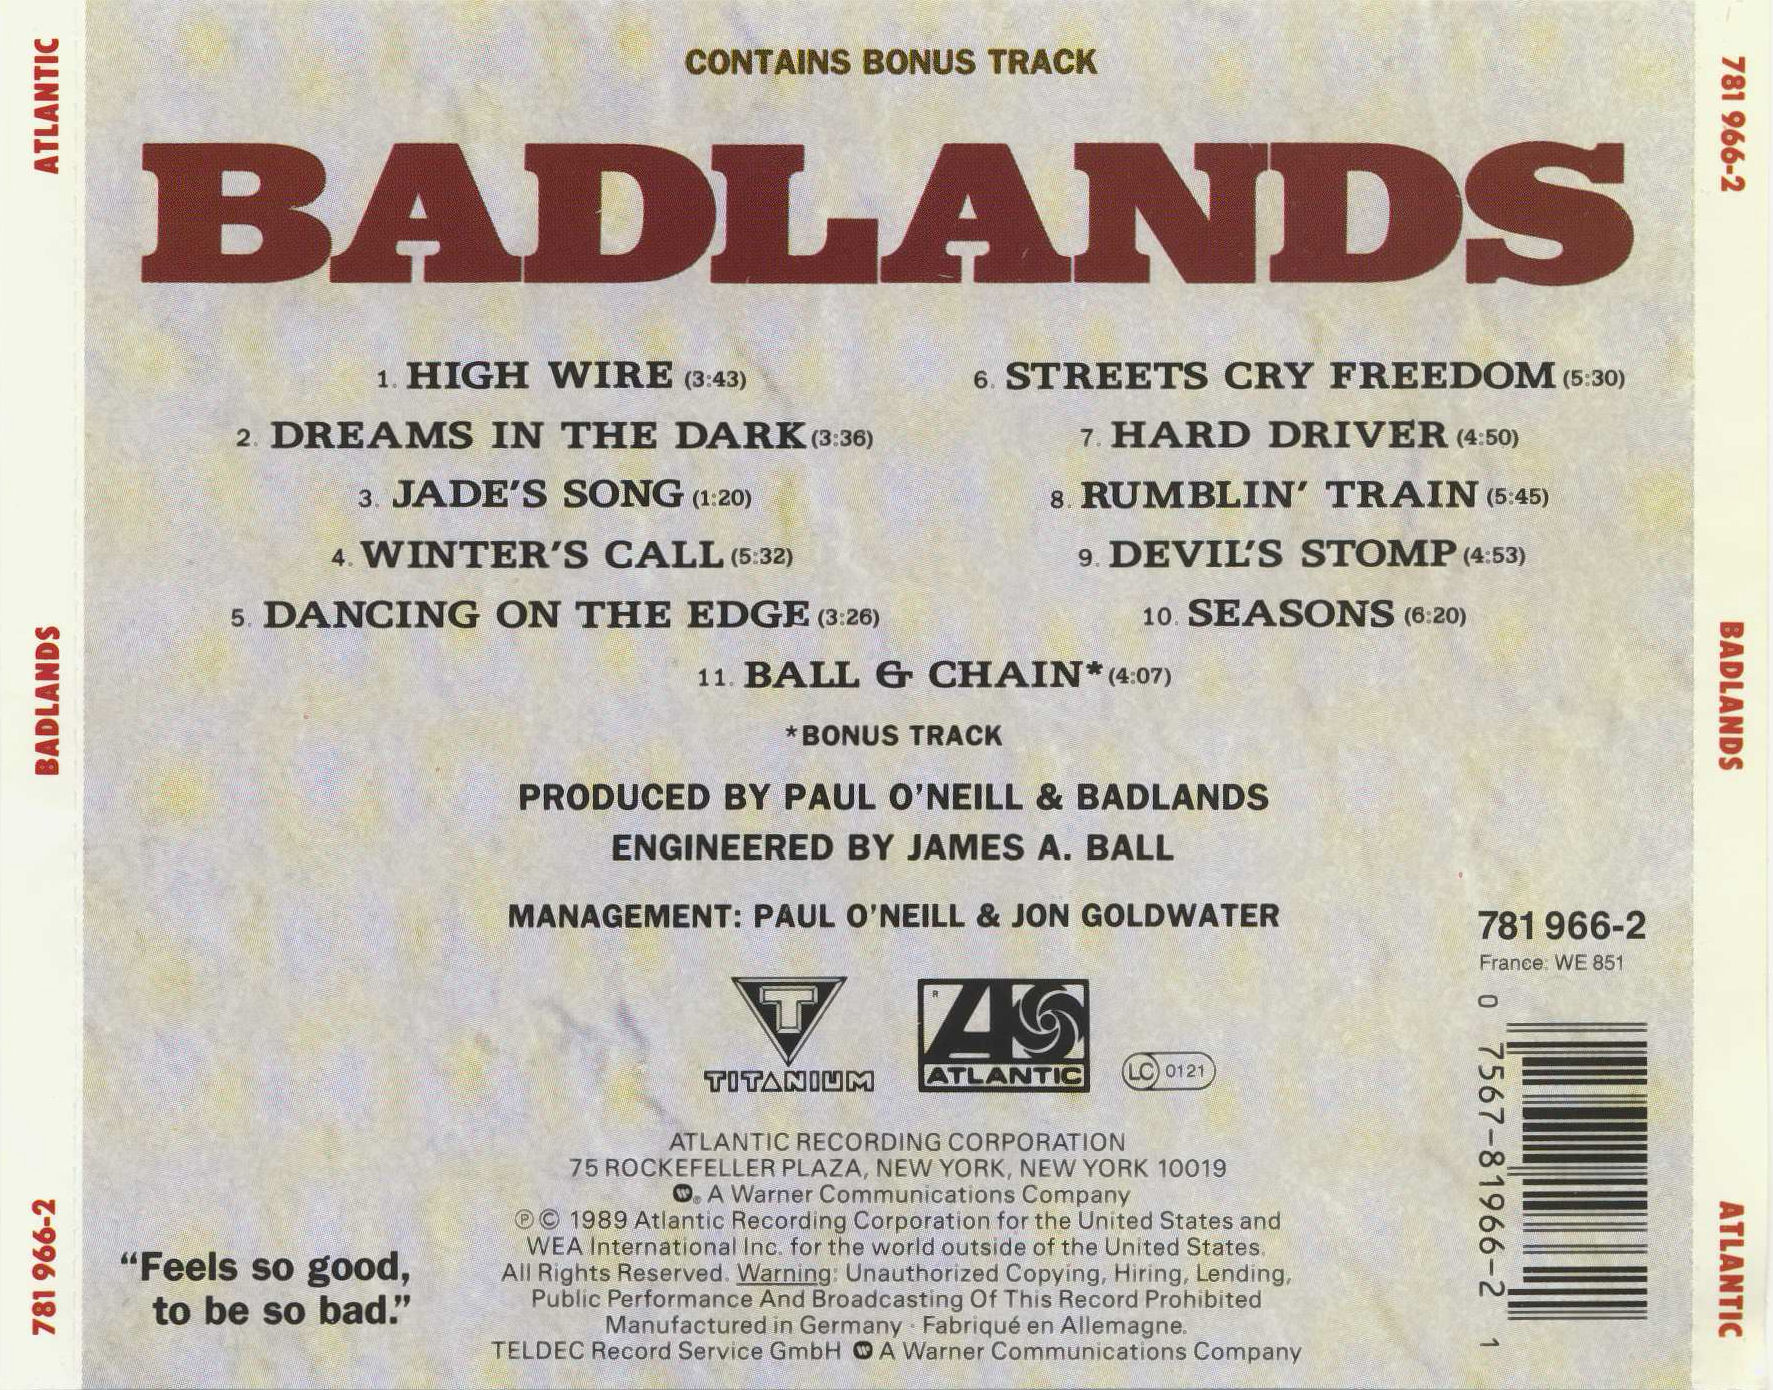 CONTAINS BONUS TRACK
BADLANDS
1. HIGH WIRE (3:43)
2. DREAMS IN THE DARK (3:36)
3. JADE'S SONG (1:20)
4. WINTER'S CALL (5:32)
5. DANCING ON THE EDGE (3:26)
6. STREETS CRY FREEDOM (5:30)
7. HARD DRIVER (4:50)
8. RUMBLIN' TRAIN (5:45)
9. DEVIL'S STOMP (4:53)
10. SEASONS (6:20)
11. BALL & CHAIN* (4:07)
*BONUS TRACK
PRODUCED BY PAUL O'NEILL & BADLANDS
ENGINEERED BY JAMES A. BALL
MANAGEMENT: PAUL O'NEILL & JON GOLDWATER
T
TITANIUM
R
A
ATLANTIC
LC 0121
781 966-2
France: WE 851
0 7567-81966-2 1
ATLANTIC RECORDING CORPORATION
75 ROCKEFELLER PLAZA, NEW YORK, NEW YORK 10019
W®. A Warner Communications Company
℗ © 1989 Atlantic Recording Corporation for the United States and
WEA International Inc. for the world outside of the United States.
All Rights Reserved. Warning: Unauthorized Copying, Hiring, Lending,
Public Performance And Broadcasting Of This Record Prohibited
Manufactured in Germany · Fabriqué en Allemagne.
TELDEC Record Service GmbH W A Warner Communications Company
"Feels so good,
to be so bad."
ATLANTIC
BADLANDS
781 966-2
781 966-2
BADLANDS
ATLANTIC